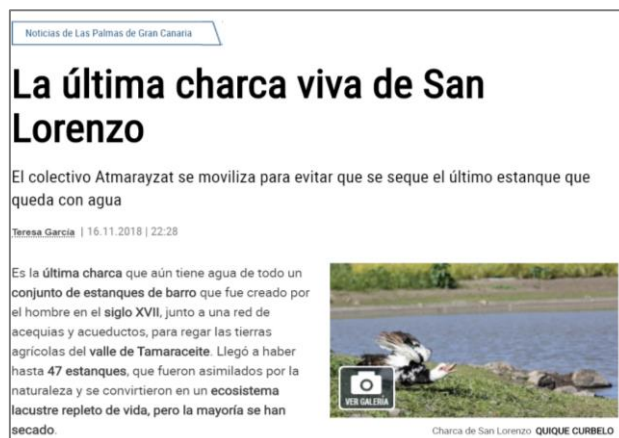 Noticias de Las Palmas de Gran Canaria
La última charca viva de San
Lorenzo
El colectivo Atmarayzat se moviliza para evitar que se seque el último estanque que
queda con agua
Teresa García | 16.11.2018 | 22:28
Es la última charca que aún tiene agua de todo un
conjunto de estanques de barro que fue creado por
el hombre en el siglo XVII, junto a una red de
acequias y acueductos, para regar las tierras
agrícolas del valle de Tamaraceite. Llegó a haber
hasta 47 estanques, que fueron asimilados por la
naturaleza y se convirtieron en un ecosistema
lacustre repleto de vida, pero la mayoría se han
secado.
VER GALERÍA
Charca de San Lorenzo QUIQUE CURBELO